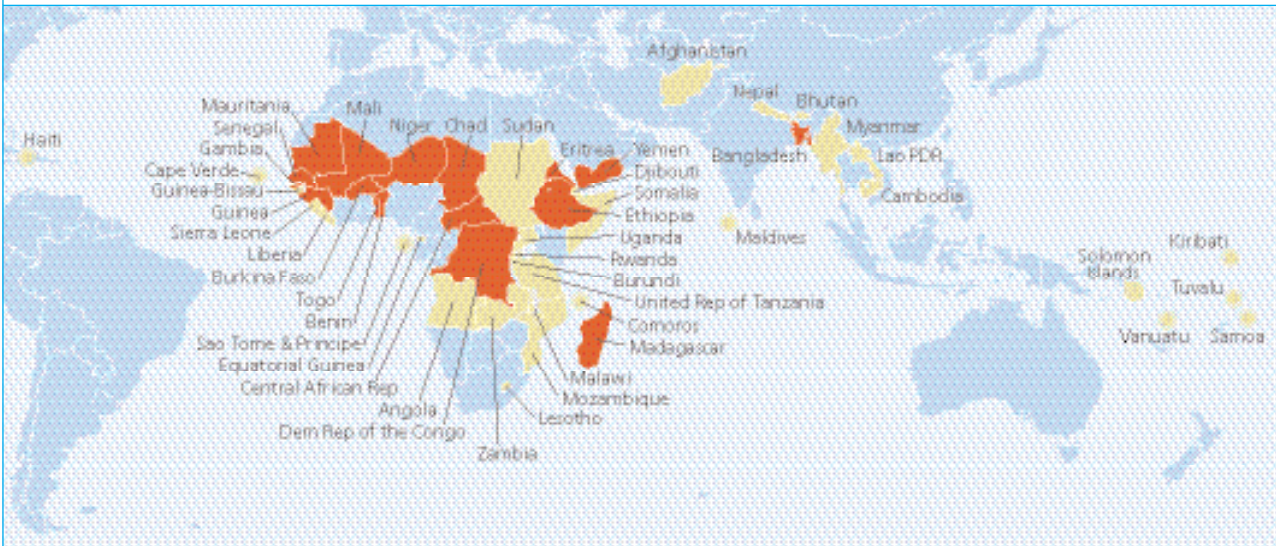 Afghanistan
Nepal
Bhutan
Myanmar
Lao PDR
Bangladesh
Cambodia
Maldives
Haiti
Mauritania
Mali
Niger
Chad
Sudan
Eritrea
Yemen
Senegal
Gambia
Djibouti
Cape Verde
Somalia
Guinea-Bissau
Guinea
Ethiopia
Sierra Leone
Uganda
Liberia
Rwanda
Burkina Faso
Burundi
Togo
United Rep of Tanzania
Benin
Comoros
Sao Tome & Principe
Madagascar
Equatorial Guinea
Central African Rep
Malawi
Mozambique
Angola
Lesotho
Dem Rep of the Congo
Zambia
Kiribati
Solomon
Islands
Tuvalu
Vanuatu
Samoa